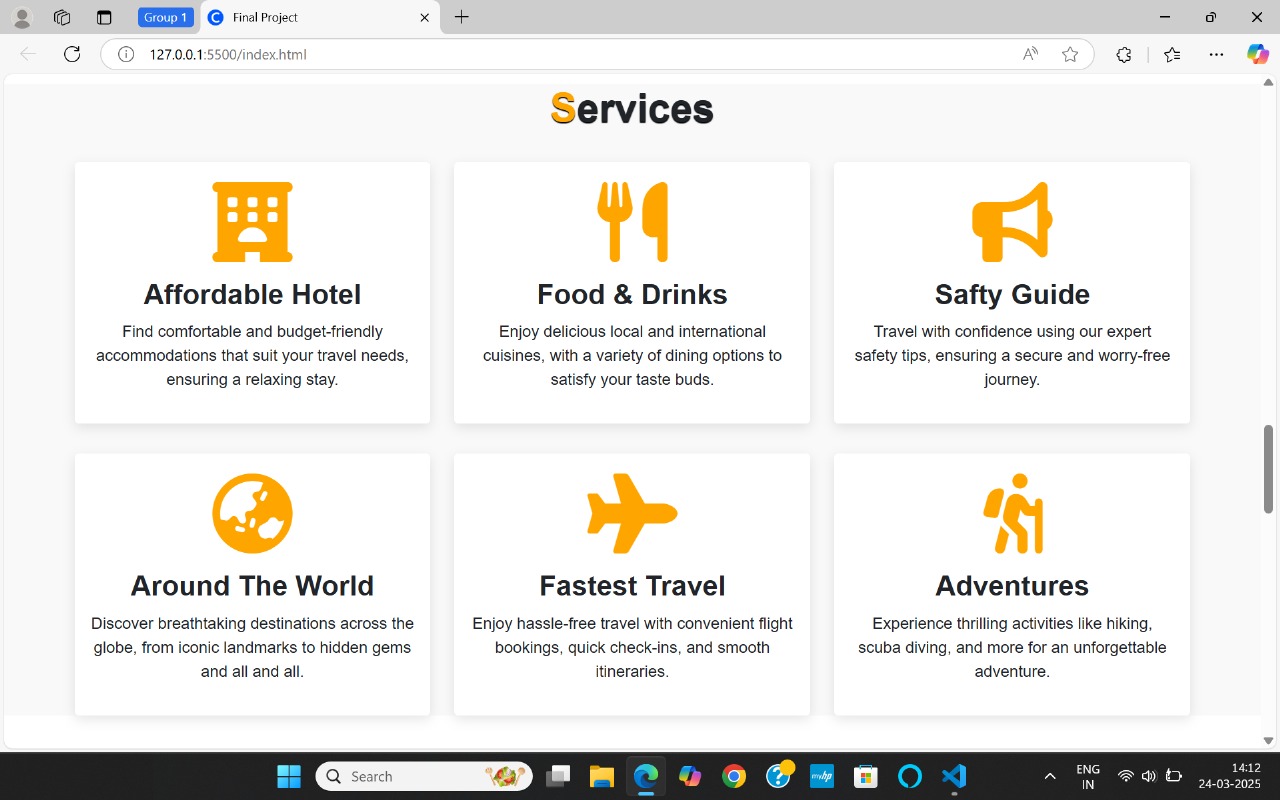 Group 1
Final Project
127.0.0.1:5500/index.html
Services
Affordable Hotel
Find comfortable and budget-friendly
accommodations that suit your travel needs,
ensuring a relaxing stay.
Food & Drinks
Enjoy delicious local and international
cuisines, with a variety of dining options to
satisfy your taste buds.
Safty Guide
Travel with confidence using our expert
safety tips, ensuring a secure and worry-free
journey.
Around The World
Discover breathtaking destinations across the
globe, from iconic landmarks to hidden gems
and all and all.
Fastest Travel
Enjoy hassle-free travel with convenient flight
bookings, quick check-ins, and smooth
itineraries.
Adventures
Experience thrilling activities like hiking,
scuba diving, and more for an unforgettable
adventure.
Search
myhp
ENG
IN
14:12
24-03-2025